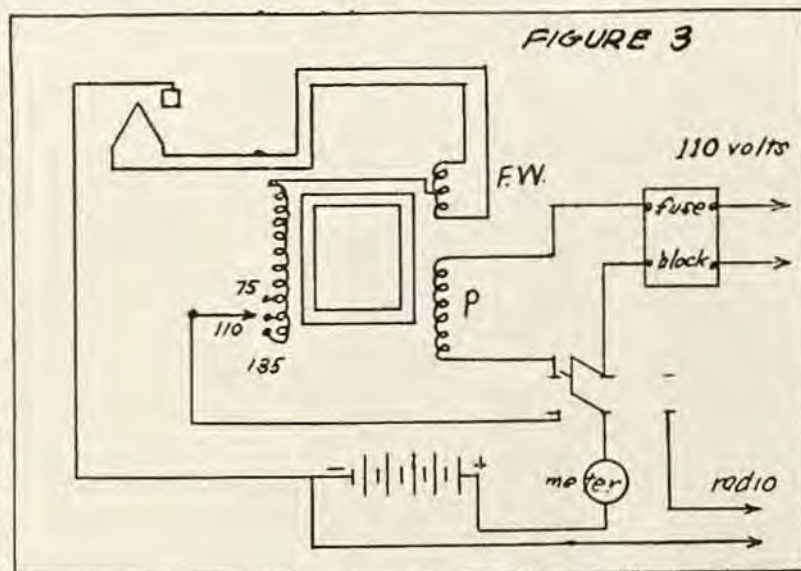 FIGURE 3
110 volts
F.W.
fuse
block
P
75
110
135
- +
meter
radio